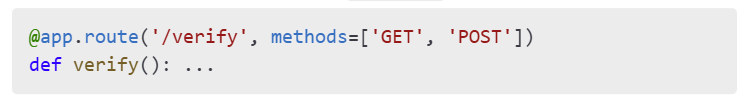 @app.route('/verify', methods=['GET', 'POST'])
def verify(): ...